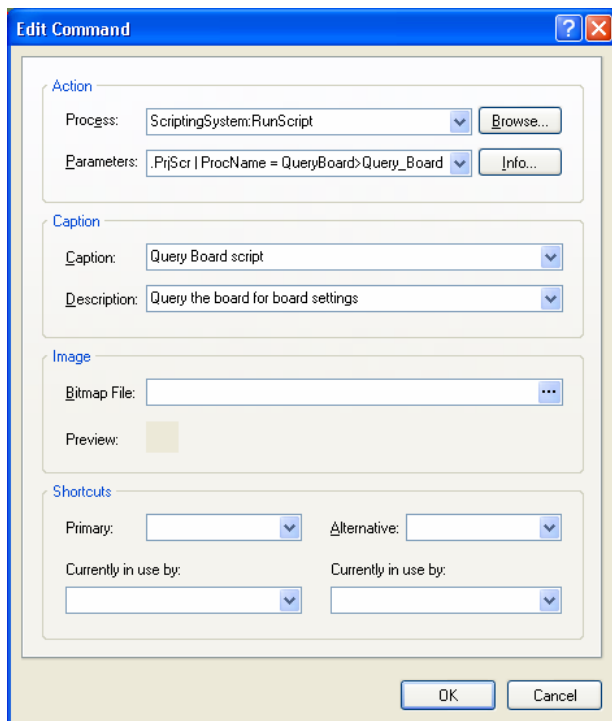 Edit Command
Action
Process: ScriptingSystem:RunScript Browse...
Parameters: .PrjScr | ProcName = QueryBoard>Query_Board Info...
Caption
Caption: Query Board script
Description: Query the board for board settings
Image
Bitmap File: ...
Preview:
Shortcuts
Primary: Alternative:
Currently in use by: Currently in use by:
OK Cancel